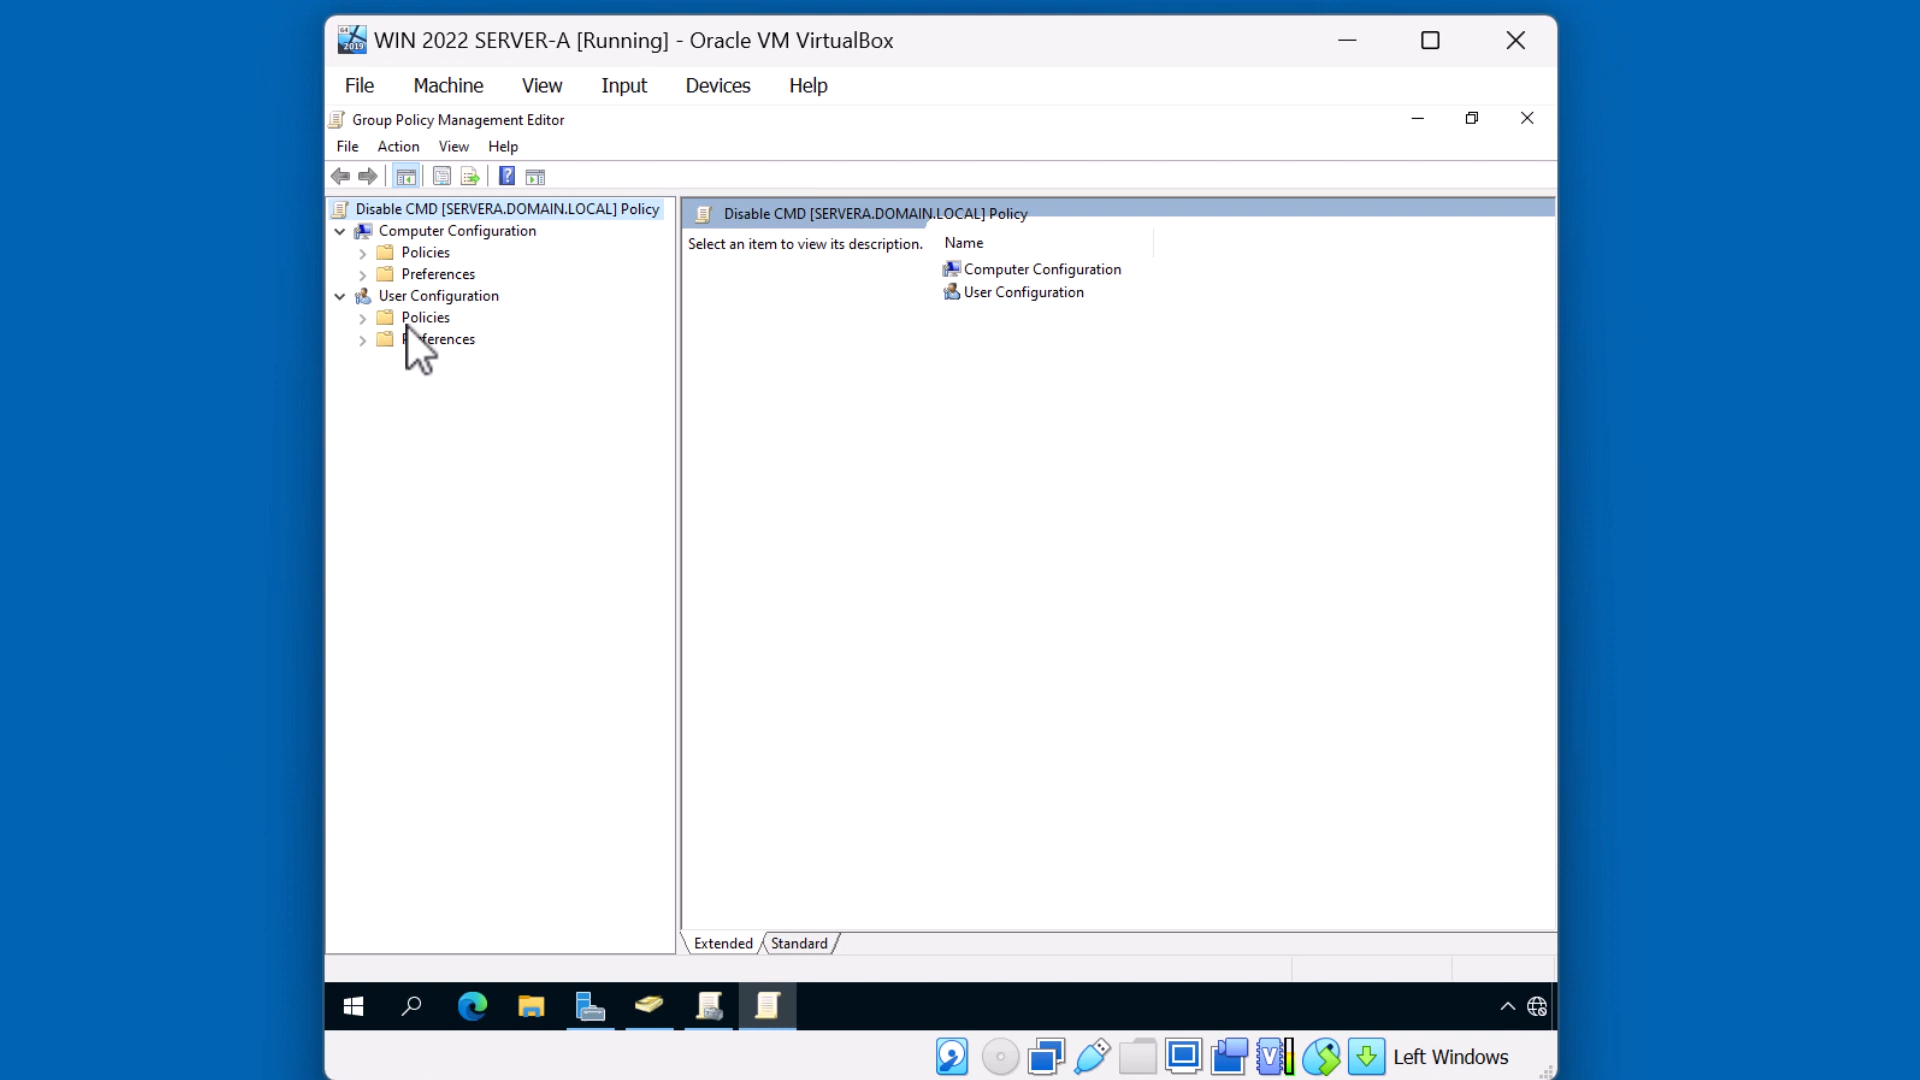 WIN 2022 SERVER-A [Running] - Oracle VM VirtualBox
File Machine View Input Devices Help
Group Policy Management Editor
File Action View Help
Disable CMD [SERVERA.DOMAIN.LOCAL] Policy
Computer Configuration
Policies
Preferences
User Configuration
Policies
Preferences
Disable CMD [SERVERA.DOMAIN.LOCAL] Policy
Select an item to view its description.
Name
Computer Configuration
User Configuration
Extended Standard
Left Windows